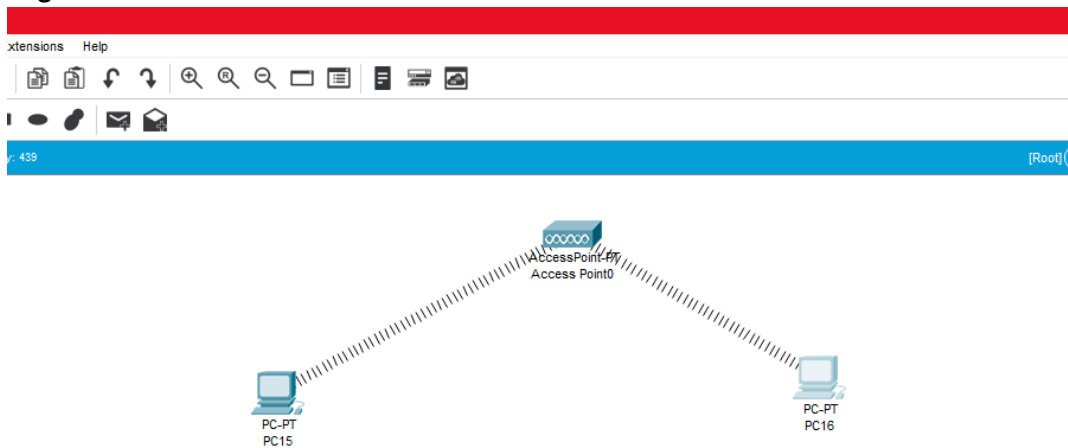 xtensions Help
y: 439 [Root]
AccessPoint-PT
Access Point0
PC-PT
PC15
PC-PT
PC16